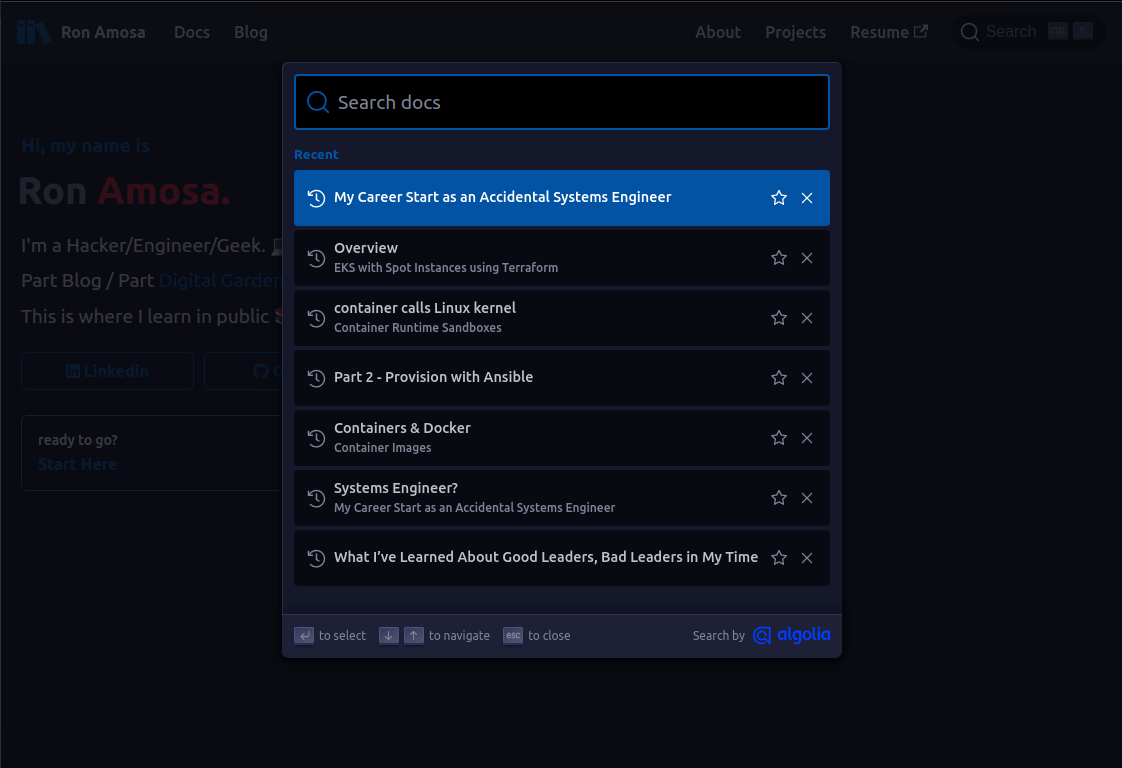 Ron Amosa Docs Blog About Projects Resume Search
Search docs
Hi, my name is
Recent
Ron Amosa.
My Career Start as an Accidental Systems Engineer
I'm a Hacker/Engineer/Geek.
Overview
EKS with Spot Instances using Terraform
Part Blog / Part Digital Garden
This is where I learn in public
container calls Linux kernel
Container Runtime Sandboxes
Linkedin
Part 2 - Provision with Ansible
ready to go?
Start Here
Containers & Docker
Container Images
Systems Engineer?
My Career Start as an Accidental Systems Engineer
What I’ve Learned About Good Leaders, Bad Leaders in My Time
to select to navigate esc to close Search by algolia